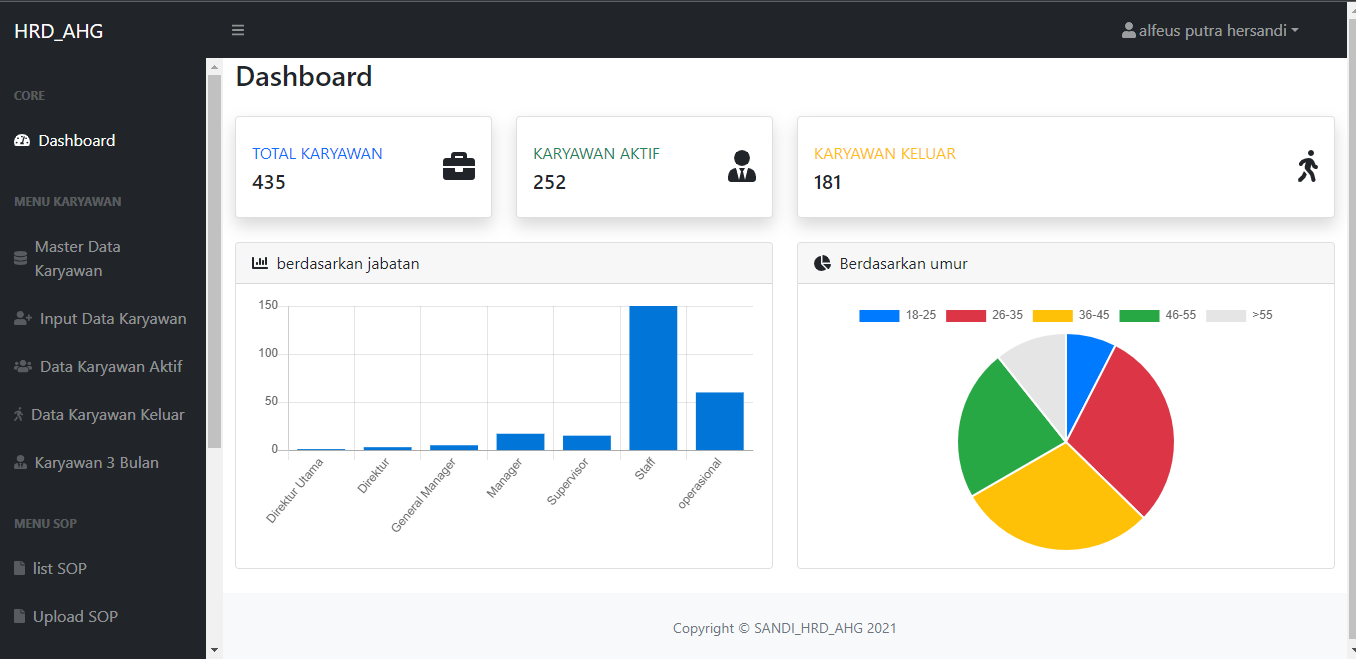 HRD_AHG
alfeus putra hersandi
CORE
Dashboard
MENU KARYAWAN
Master Data
Karyawan
Input Data Karyawan
Data Karyawan Aktif
Data Karyawan Keluar
Karyawan 3 Bulan
MENU SOP
list SOP
Upload SOP
Dashboard
TOTAL KARYAWAN
435
KARYAWAN AKTIF
252
KARYAWAN KELUAR
181
berdasarkan jabatan
150
100
50
0
Direktur Utama
Direktur
General Manager
Manager
Supervisor
Staff
operasional
Berdasarkan umur
18-25 26-35 36-45 46-55 >55
Copyright © SANDI_HRD_AHG 2021